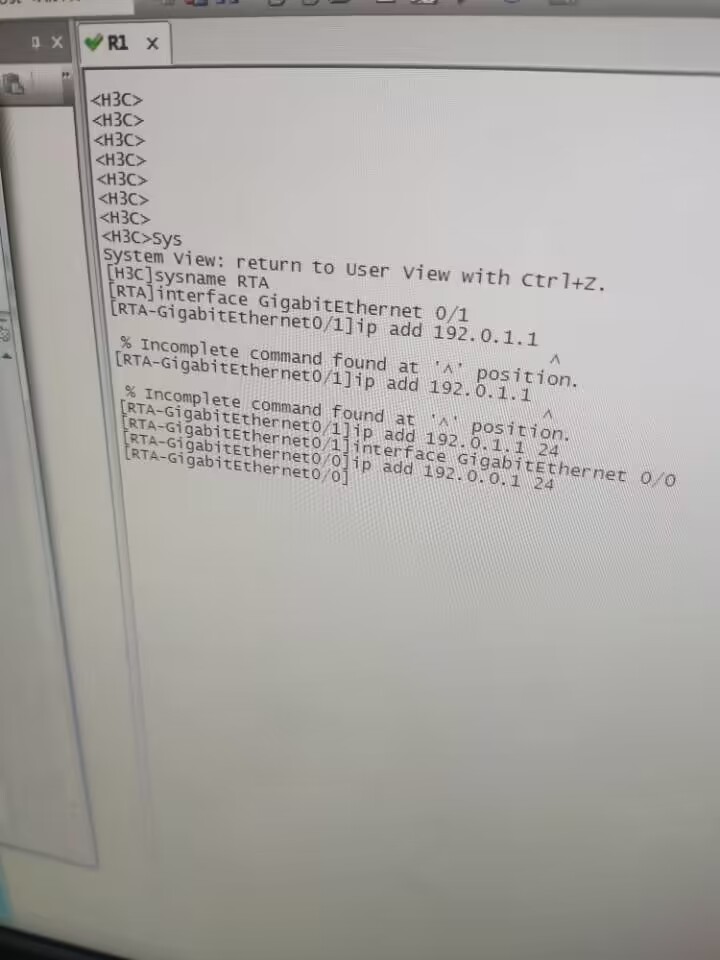 R1 X
<H3C>
<H3C>
<H3C>
<H3C>
<H3C>
<H3C>
<H3C>
<H3C>Sys
System View: return to User View with Ctrl+Z.
[H3C]sysname RTA
[RTA]interface GigabitEthernet 0/1
[RTA-GigabitEthernet0/1]ip add 192.0.1.1
^
% Incomplete command found at '^' position.
[RTA-GigabitEthernet0/1]ip add 192.0.1.1
^
% Incomplete command found at '^' position.
[RTA-GigabitEthernet0/1]ip add 192.0.1.1 24
[RTA-GigabitEthernet0/1]interface GigabitEthernet 0/0
[RTA-GigabitEthernet0/0]ip add 192.0.0.1 24
[RTA-GigabitEthernet0/0]